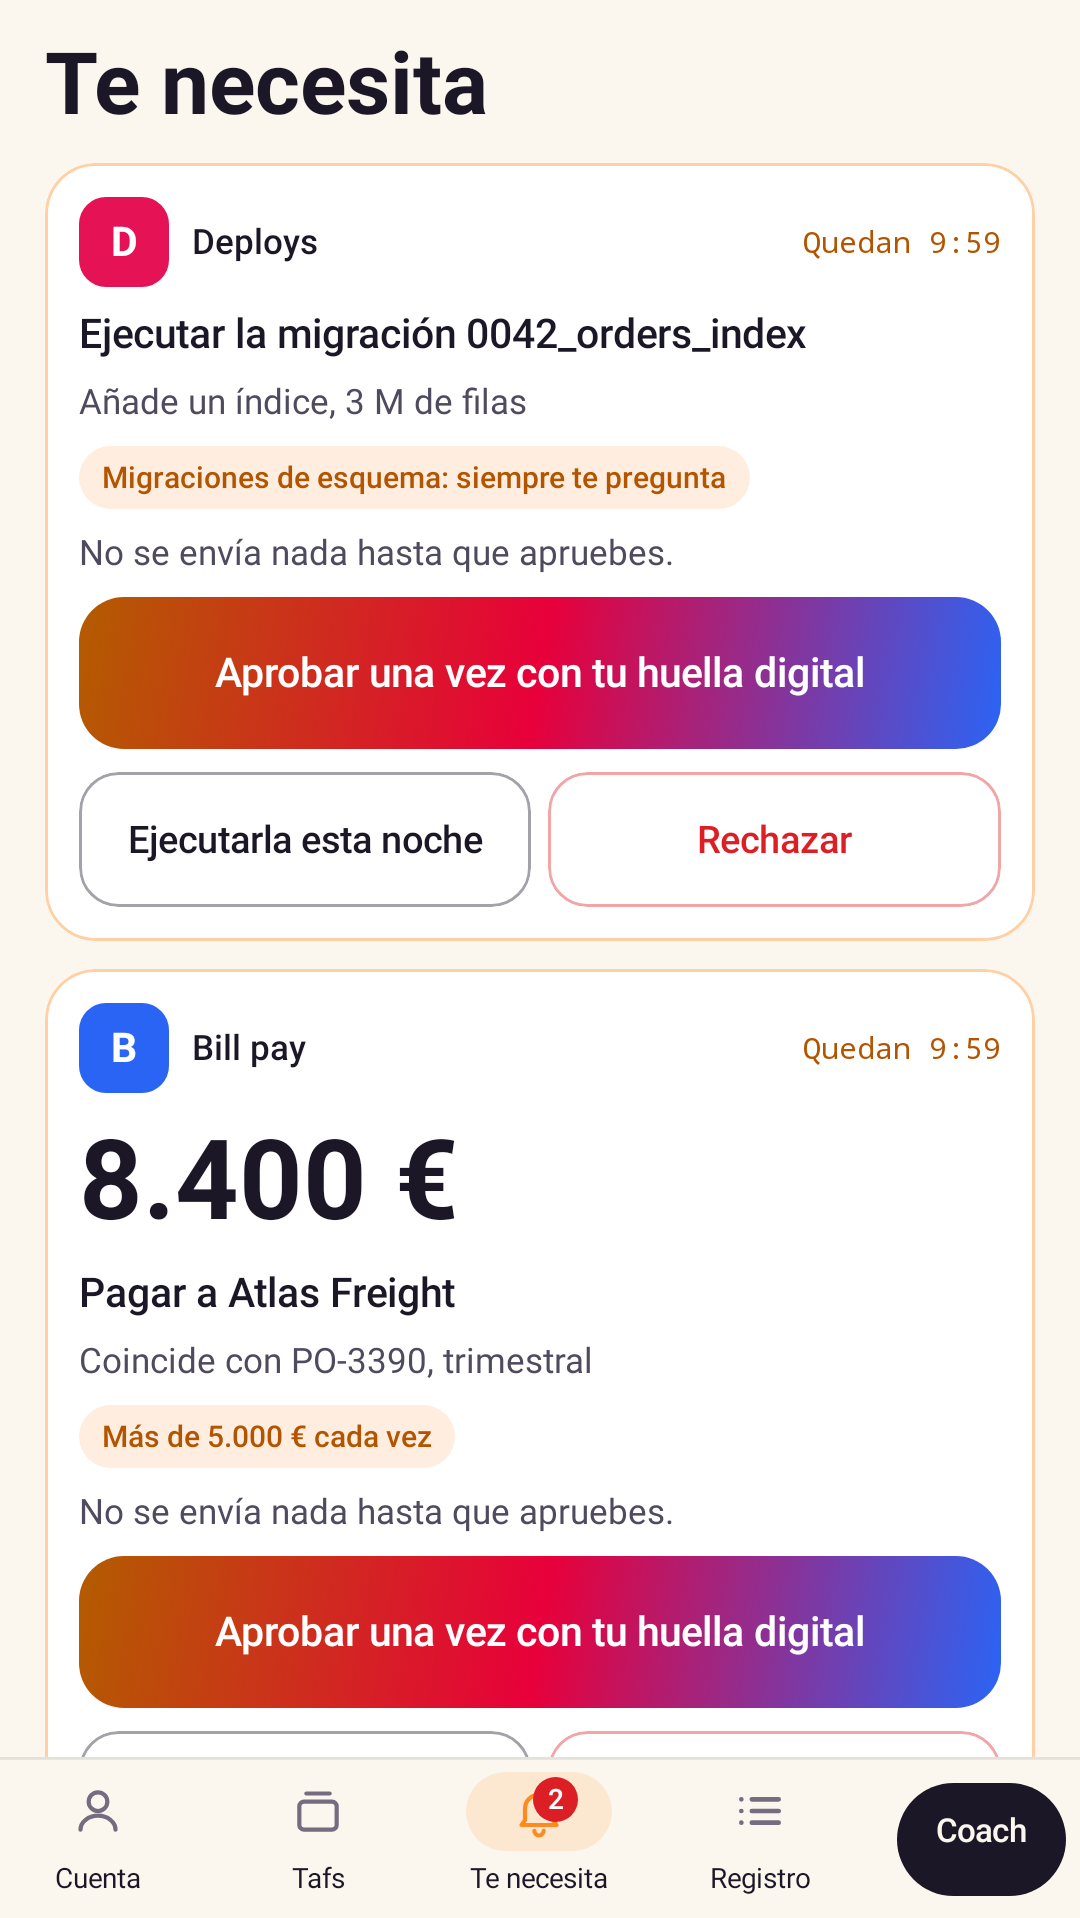 Te necesita
D
Deploys
Quedan 9:59
Ejecutar la migración 0042_orders_index
Añade un índice, 3 M de filas
Migraciones de esquema: siempre te pregunta
No se envía nada hasta que apruebes.
Aprobar una vez con tu huella digital
Ejecutarla esta noche
Rechazar
B
Bill pay
Quedan 9:59
8.400 €
Pagar a Atlas Freight
Coincide con PO-3390, trimestral
Más de 5.000 € cada vez
No se envía nada hasta que apruebes.
Aprobar una vez con tu huella digital
2
Cuenta
Tafs
Te necesita
Registro
Coach